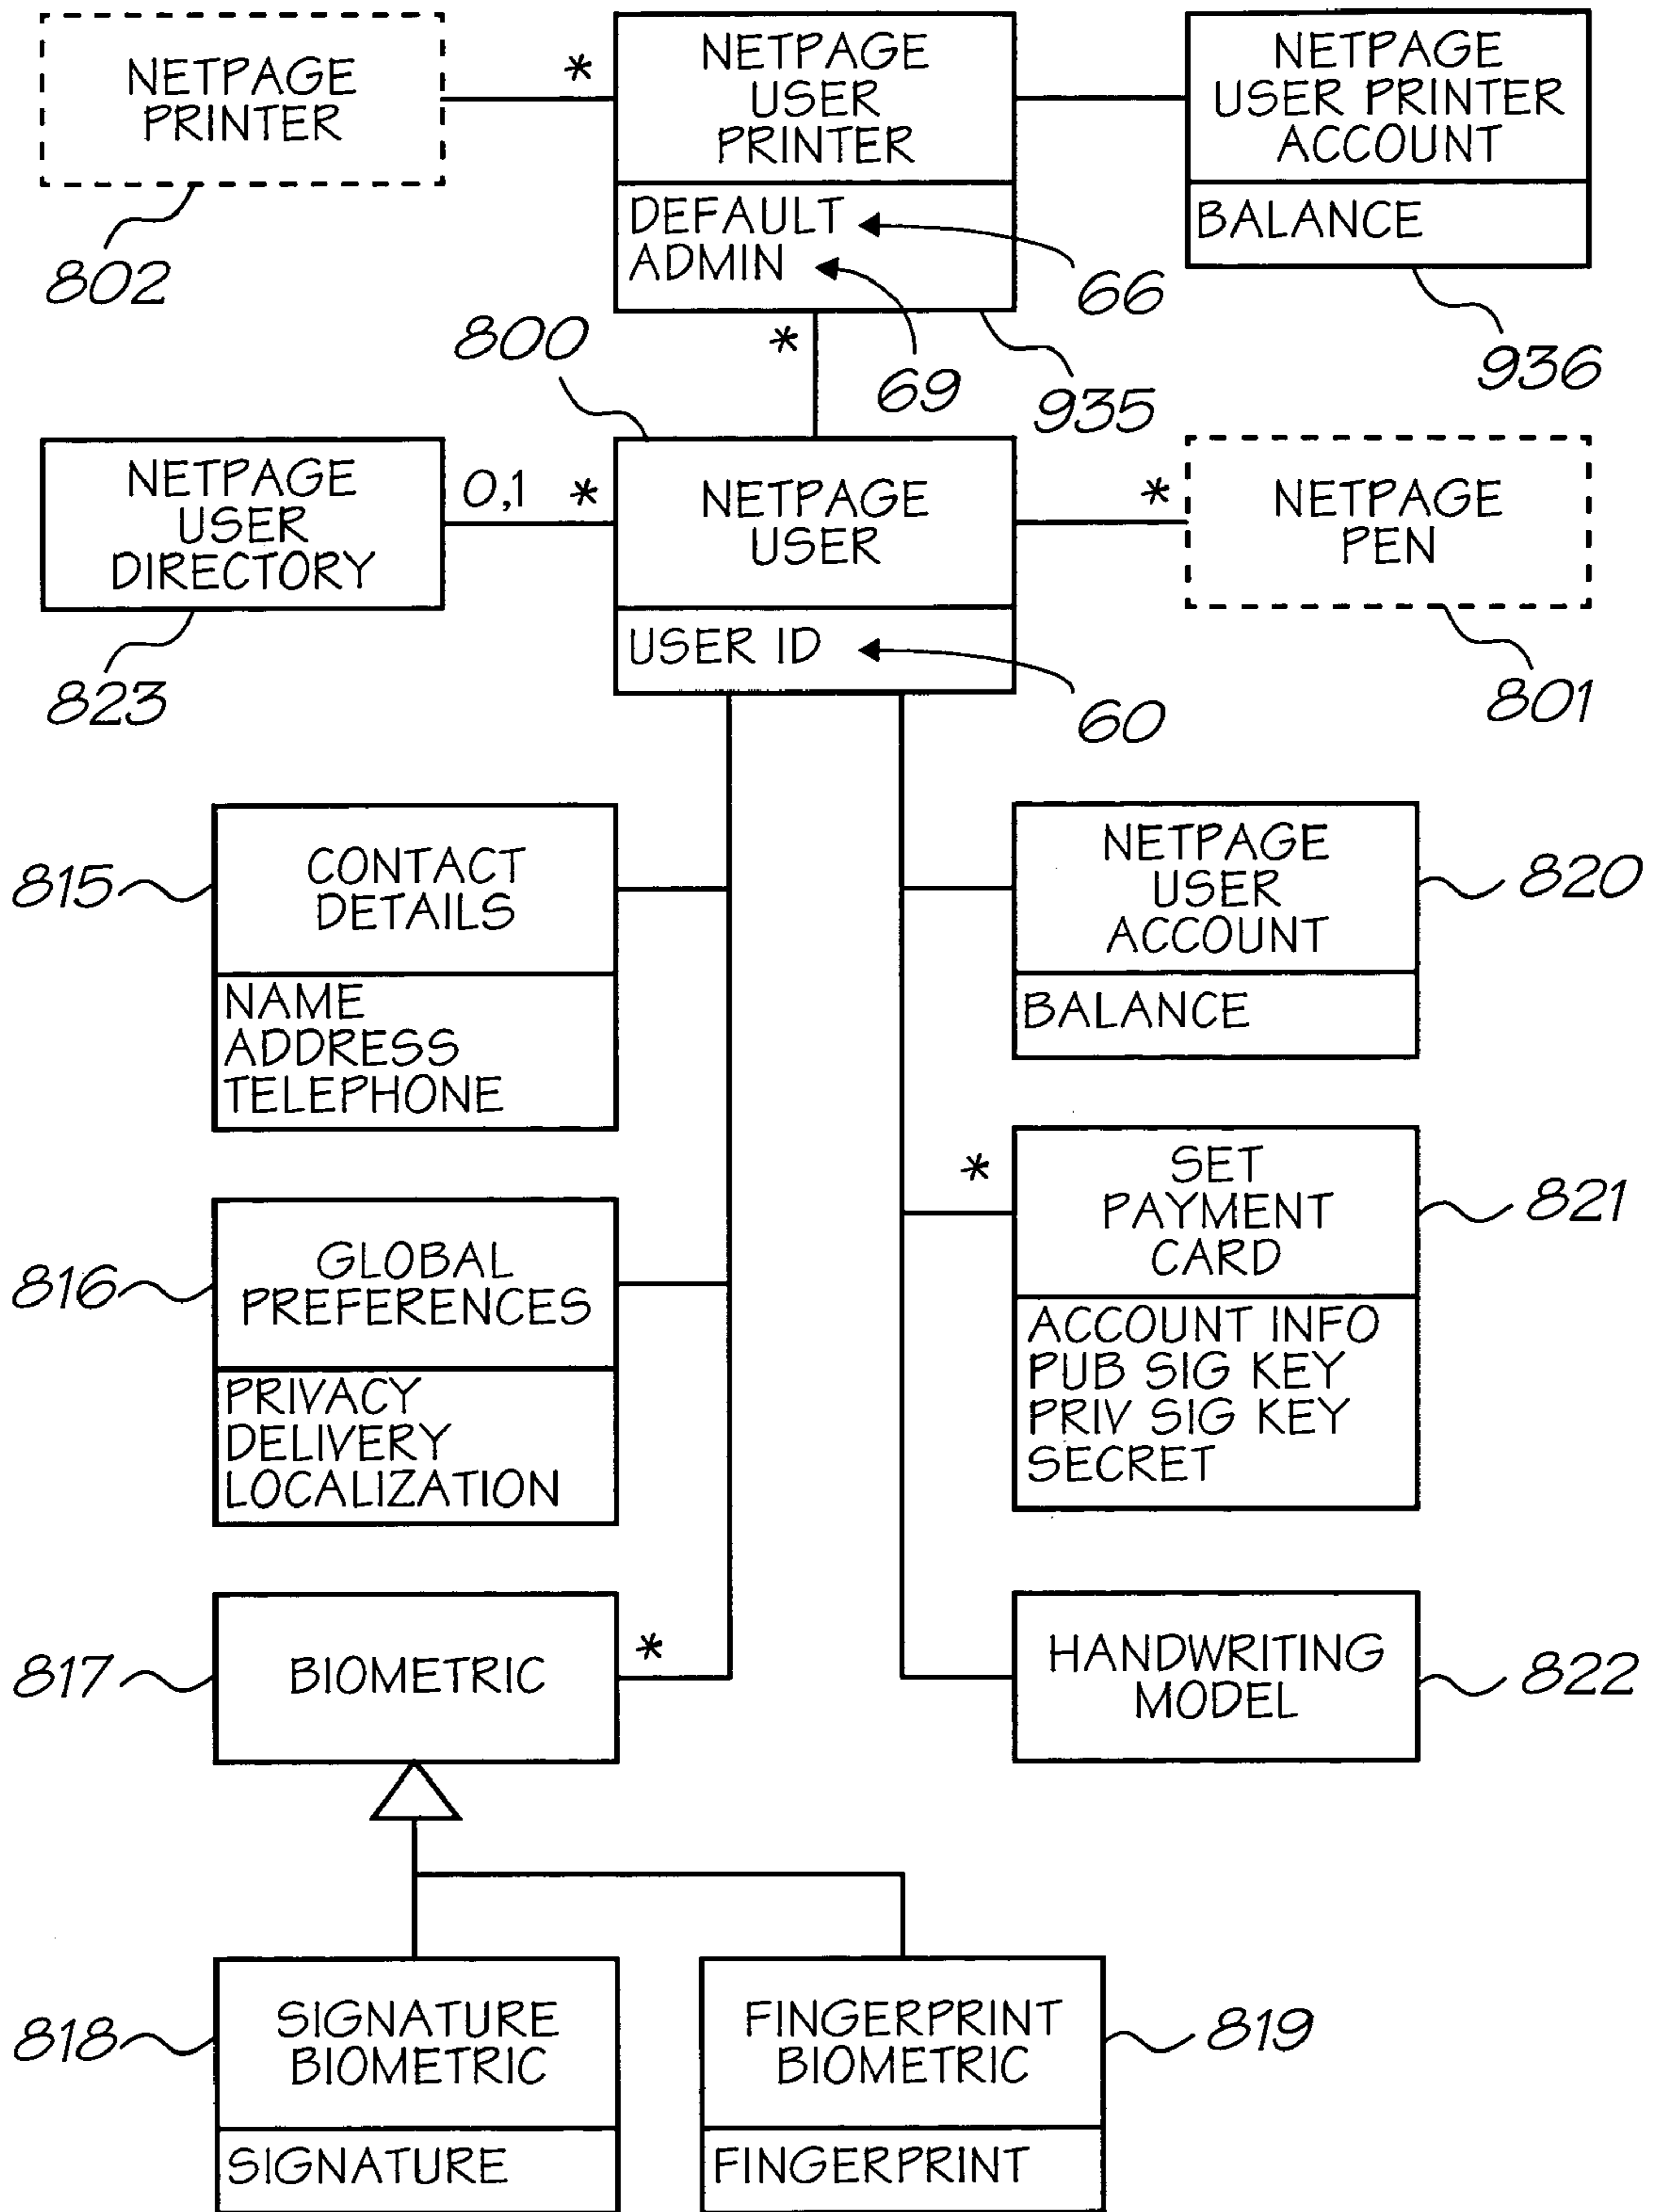 NETPAGE
PRINTER
802
*
NETPAGE
USER
PRINTER
DEFAULT
ADMIN
66
69
935
*
NETPAGE
USER PRINTER
ACCOUNT
BALANCE
936
800
NETPAGE
USER
DIRECTORY
823
0,1 *
NETPAGE
USER
USER ID
60
*
NETPAGE
PEN
801
815
CONTACT
DETAILS
NAME
ADDRESS
TELEPHONE
NETPAGE
USER
ACCOUNT
BALANCE
820
816
GLOBAL
PREFERENCES
PRIVACY
DELIVERY
LOCALIZATION
*
SET
PAYMENT
CARD
ACCOUNT INFO
PUB SIG KEY
PRIV SIG KEY
SECRET
821
817
BIOMETRIC
*
HANDWRITING
MODEL
822
818
SIGNATURE
BIOMETRIC
SIGNATURE
FINGERPRINT
BIOMETRIC
FINGERPRINT
819